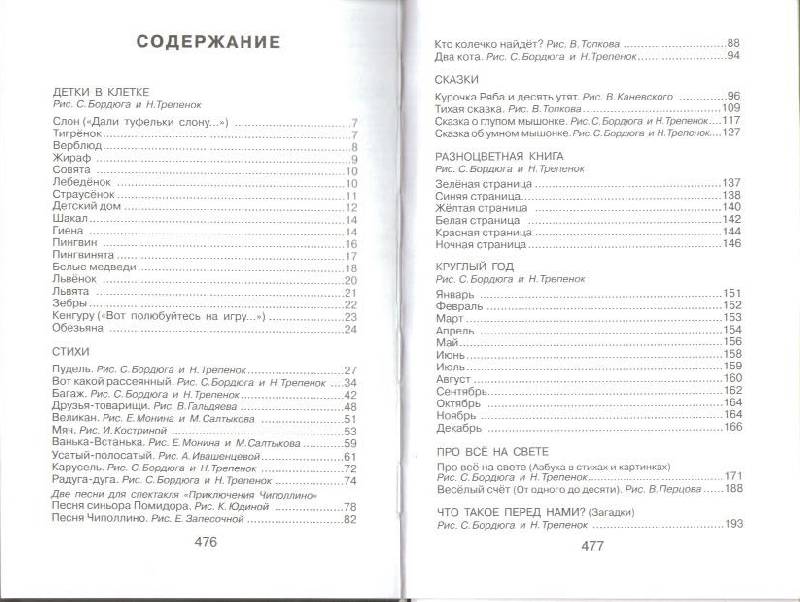 СОДЕРЖАНИЕ
ДЕТКИ В КЛЕТКЕ
Рис. С. Бордюга и Н. Трепенок
Слон («Дали туфельки слону...») 7
Тигрёнок 7
Верблюд 8
Жираф 9
Совята 10
Лебедёнок 10
Страусёнок 11
Детский дом 12
Шакал 14
Гиена 14
Пингвин 16
Пингвинята 17
Белые медведи 18
Львёнок 20
Львята 21
Зебры 22
Кенгуру («Вот полюбуйтесь на игру...») 23
Обезьяна 24
СТИХИ
Пудель. Рис. С. Бордюга и Н. Трепенок 27
Вот какой рассеянный. Рис. С. Бордюга и Н. Трепенок 34
Багаж. Рис. С. Бордюга и Н. Трепенок 42
Друзья-товарищи. Рис. В. Гальдяева 48
Великан. Рис. Е. Монина и М. Салтыкова 51
Мяч. Рис. И. Костриной 53
Ванька-Встанька. Рис. Е. Монина и М. Салтыкова 59
Усатый-полосатый. Рис. А. Ивашенцевой 61
Карусель. Рис. С. Бордюга и Н. Трепенок 72
Радуга-дуга. Рис. С. Бордюга и Н. Трепенок 74
Две песни для спектакля «Приключения Чиполлино»
Песня синьора Помидора. Рис. К. Юдиной 78
Песня Чиполлино. Рис. Е. Запесочной 82
476
Кто колечко найдёт? Рис. В. Топкова 88
Два кота. Рис. С. Бордюга и Н. Трепенок 94
СКАЗКИ
Курочка Ряба и десять утят. Рис. В. Каневского 96
Тихая сказка. Рис. В. Топкова 109
Сказка о глупом мышонке. Рис. С. Бордюга и Н. Трепенок 117
Сказка об умном мышонке. Рис. С. Бордюга и Н. Трепенок 127
РАЗНОЦВЕТНАЯ КНИГА
Рис. С. Бордюга и Н. Трепенок
Зелёная страница 137
Синяя страница 138
Жёлтая страница 140
Белая страница 142
Красная страница 144
Ночная страница 146
КРУГЛЫЙ ГОД
Рис. С. Бордюга и Н. Трепенок
Январь 151
Февраль 152
Март 153
Апрель 154
Май 156
Июнь 158
Июль 159
Август 160
Сентябрь 162
Октябрь 164
Ноябрь 164
Декабрь 166
ПРО ВСЁ НА СВЕТЕ
Про всё на свете (Азбука в стихах и картинках)
Рис. С. Бордюга и Н. Трепенок 171
Весёлый счёт (От одного до десяти). Рис. В. Перцова 188
ЧТО ТАКОЕ ПЕРЕД НАМИ? (Загадки)
Рис. С. Бордюга и Н. Трепенок 193
477